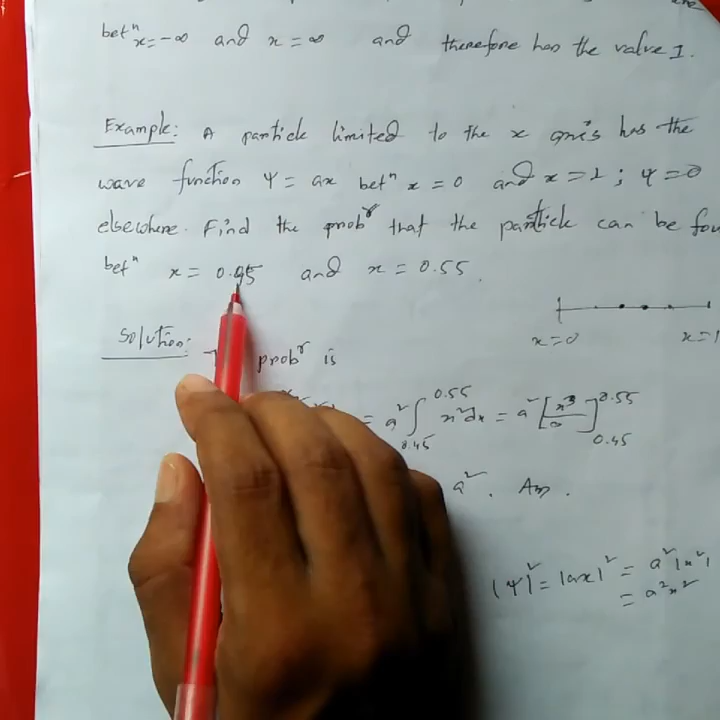 betⁿ x=-∞ and x=∞ and therefore has the value 1.
Example: A particle limited to the x axis has the
wave function Ψ= ax betⁿ x=0 and x=1; Ψ=0
elsewhere. Find the probʸ that the particle can be fou
betⁿ x= 0.45 and x= 0.55.
x=0 x=1
Solution: probʸ is
= a² ∫_{0.45}^{0.55} x²dx = a² [x³/3]_{0.45}^{0.55}
a². Ans.
|Ψ|² = |ax|² = a²|x²|
= a²x²